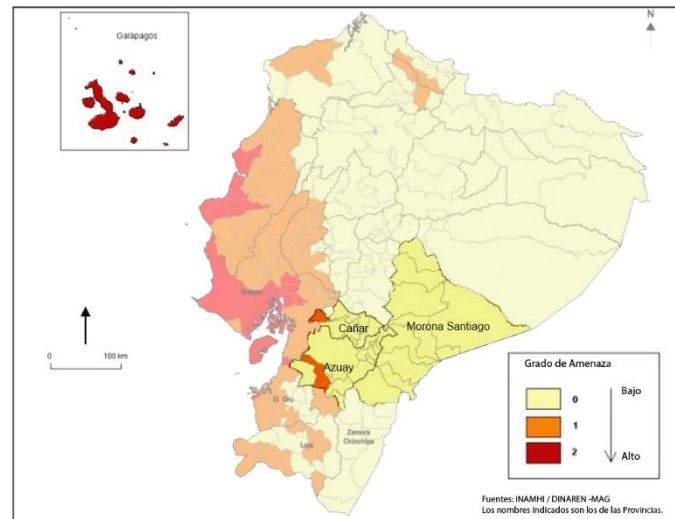 Galápagos
N
Cañar
Morona Santiago
Azuay
0
100 km
El Oro
Loja
Zamora
Chinchipe
Grado de Amenaza
0
Bajo
1
2
Alto
Fuentes: INAMHI / DINAREN -MAG
Los nombres indicados son los de las Provincias.